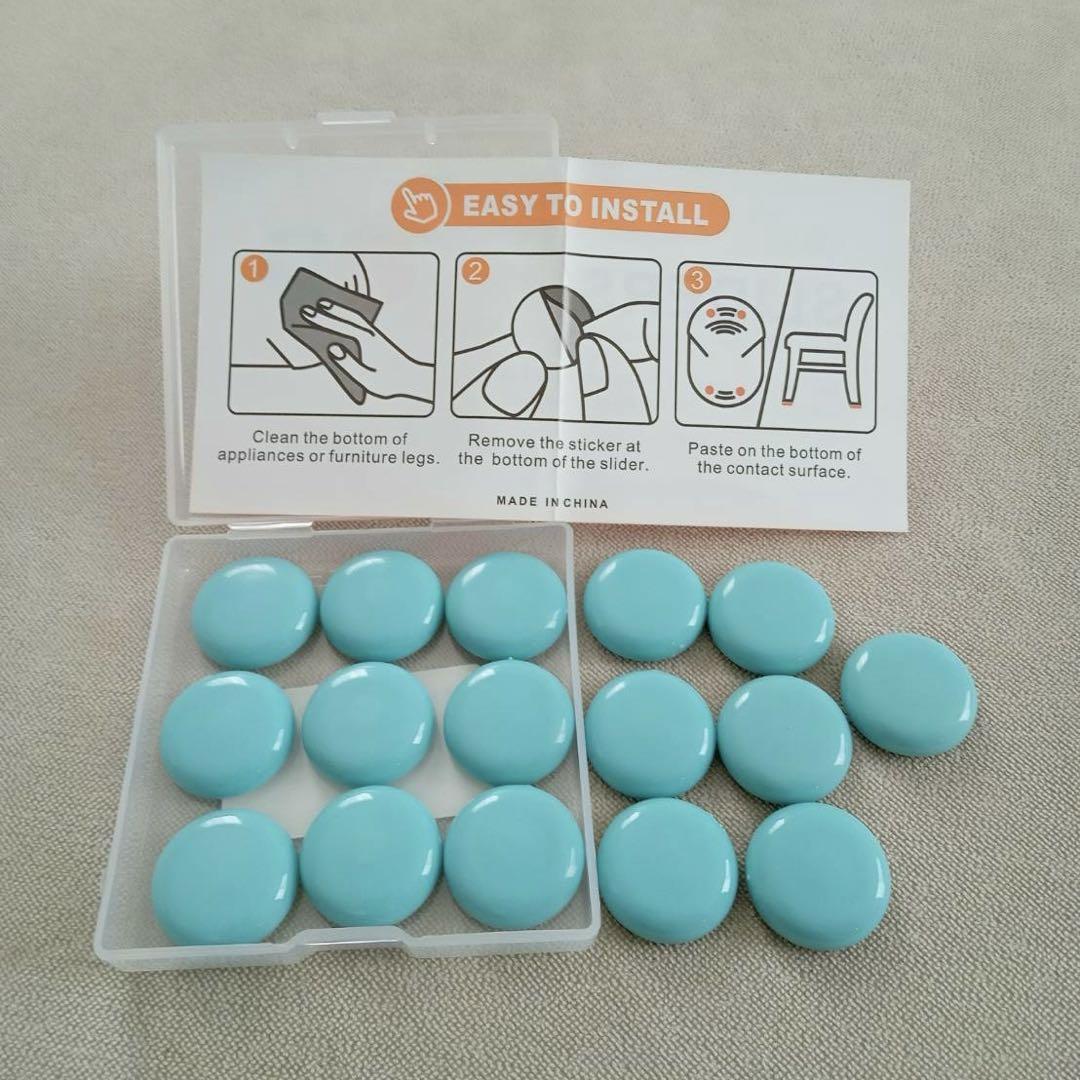 EASY TO INSTALL
1
2
3
Clean the bottom of
appliances or furniture legs.
Remove the sticker at
the bottom of the slider.
Paste on the bottom of
the contact surface.
MADE IN CHINA